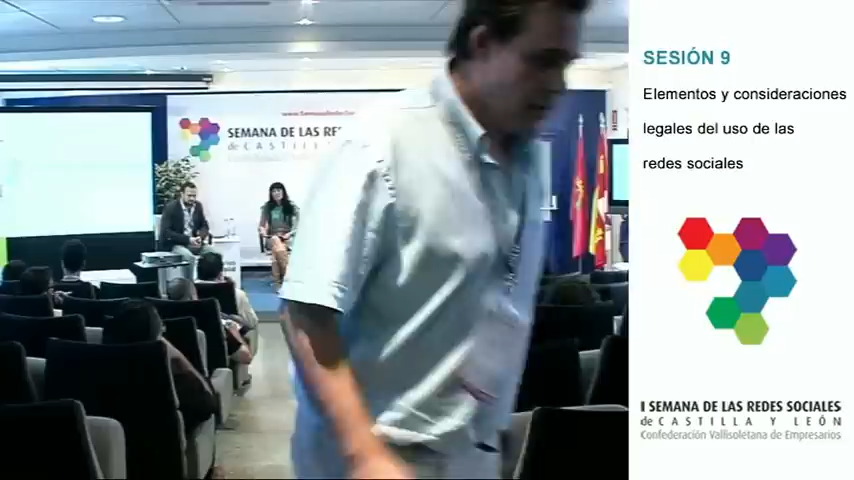 SESIÓN 9
Elementos y consideraciones
legales del uso de las
redes sociales
SEMANA DE LAS RE
de CASTILLA
I SEMANA DE LAS REDES SOCIALES
de CASTILLA Y LEÓN
Confederación Vallisoletana de Empresarios